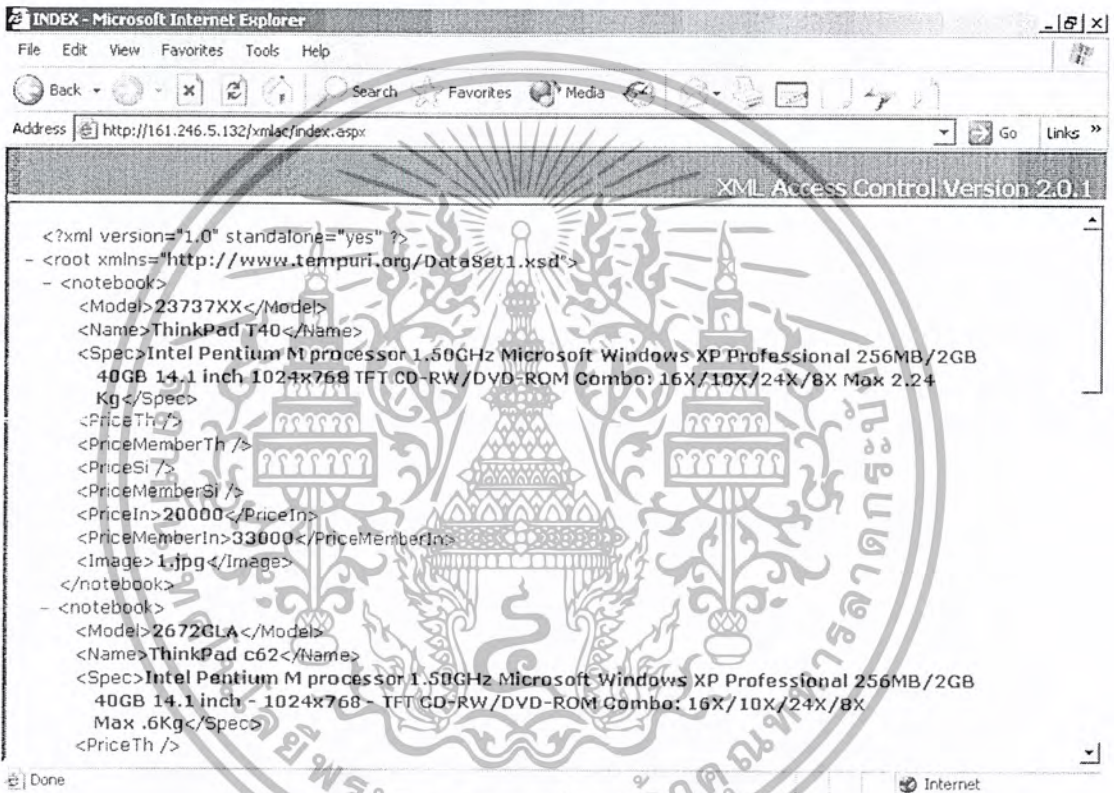 INDEX - Microsoft Internet Explorer
File Edit View Favorites Tools Help
Back Search Favorites Media
Address http://161.246.5.132/xmlac/index.aspx Go Links »
XML Access Control Version 2.0.1
<?xml version="1.0" standalone="yes" ?>
- <root xmlns="http://www.tempuri.org/DataSet1.xsd">
- <notebook>
<Model>23737XX</Model>
<Name>ThinkPad T40</Name>
<Spec>Intel Pentium M processor 1.50GHz Microsoft Windows XP Professional 256MB/2GB
40GB 14.1 inch 1024x768 TFT CD-RW/DVD-ROM Combo: 16X/10X/24X/8X Max 2.24
Kg</Spec>
<PriceTh />
<PriceMemberTh />
<PriceSi />
<PriceMemberSi />
<PriceIn>20000</PriceIn>
<PriceMemberIn>33000</PriceMemberIn>
<Image>1.jpg</Image>
</notebook>
- <notebook>
<Model>2672GLA</Model>
<Name>ThinkPad c62</Name>
<Spec>Intel Pentium M processor 1.50GHz Microsoft Windows XP Professional 256MB/2GB
40GB 14.1 inch - 1024x768 - TFT CD-RW/DVD-ROM Combo: 16X/10X/24X/8X
Max .6Kg</Spec>
<PriceTh />
Done Internet